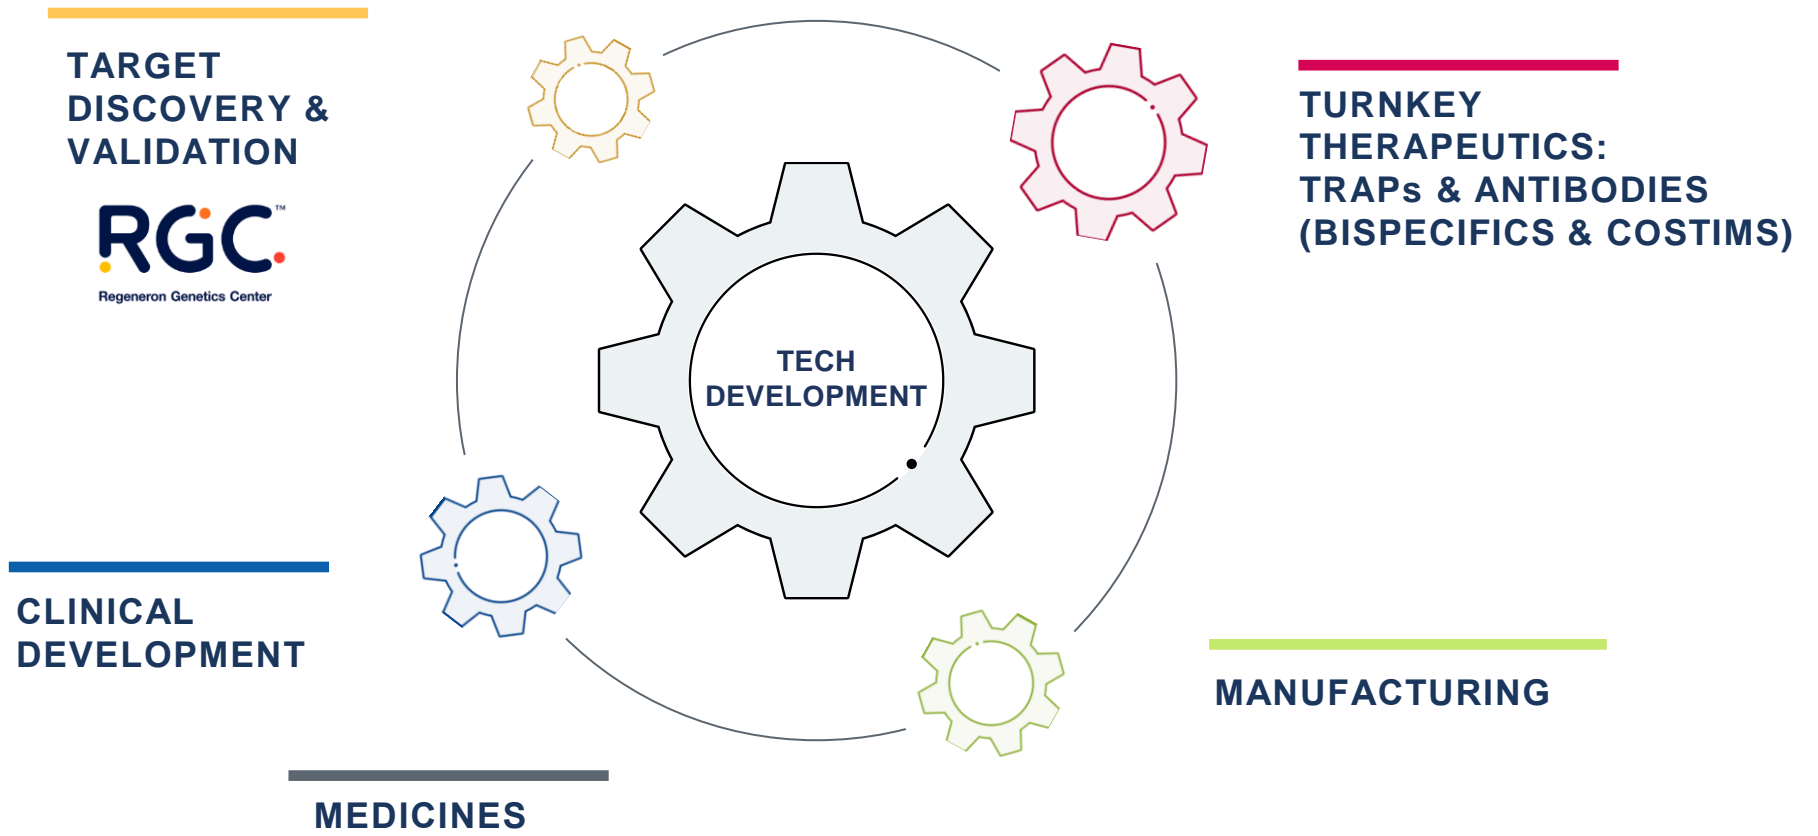 TARGET
DISCOVERY &
VALIDATION
RGC™
Regeneron Genetics Center
TURNKEY
THERAPEUTICS:
TRAPs & ANTIBODIES
(BISPECIFICS & COSTIMS)
TECH
DEVELOPMENT
CLINICAL
DEVELOPMENT
MANUFACTURING
MEDICINES